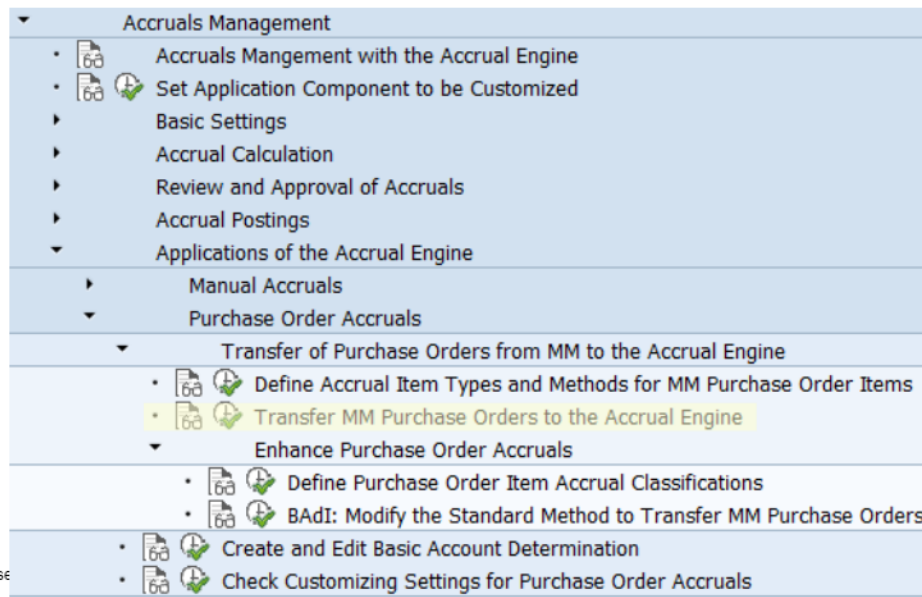 Accruals Management
Accruals Mangement with the Accrual Engine
Set Application Component to be Customized
Basic Settings
Accrual Calculation
Review and Approval of Accruals
Accrual Postings
Applications of the Accrual Engine
Manual Accruals
Purchase Order Accruals
Transfer of Purchase Orders from MM to the Accrual Engine
Define Accrual Item Types and Methods for MM Purchase Order Items
Transfer MM Purchase Orders to the Accrual Engine
Enhance Purchase Order Accruals
Define Purchase Order Item Accrual Classifications
BAdI: Modify the Standard Method to Transfer MM Purchase Orders
Create and Edit Basic Account Determination
se
Check Customizing Settings for Purchase Order Accruals